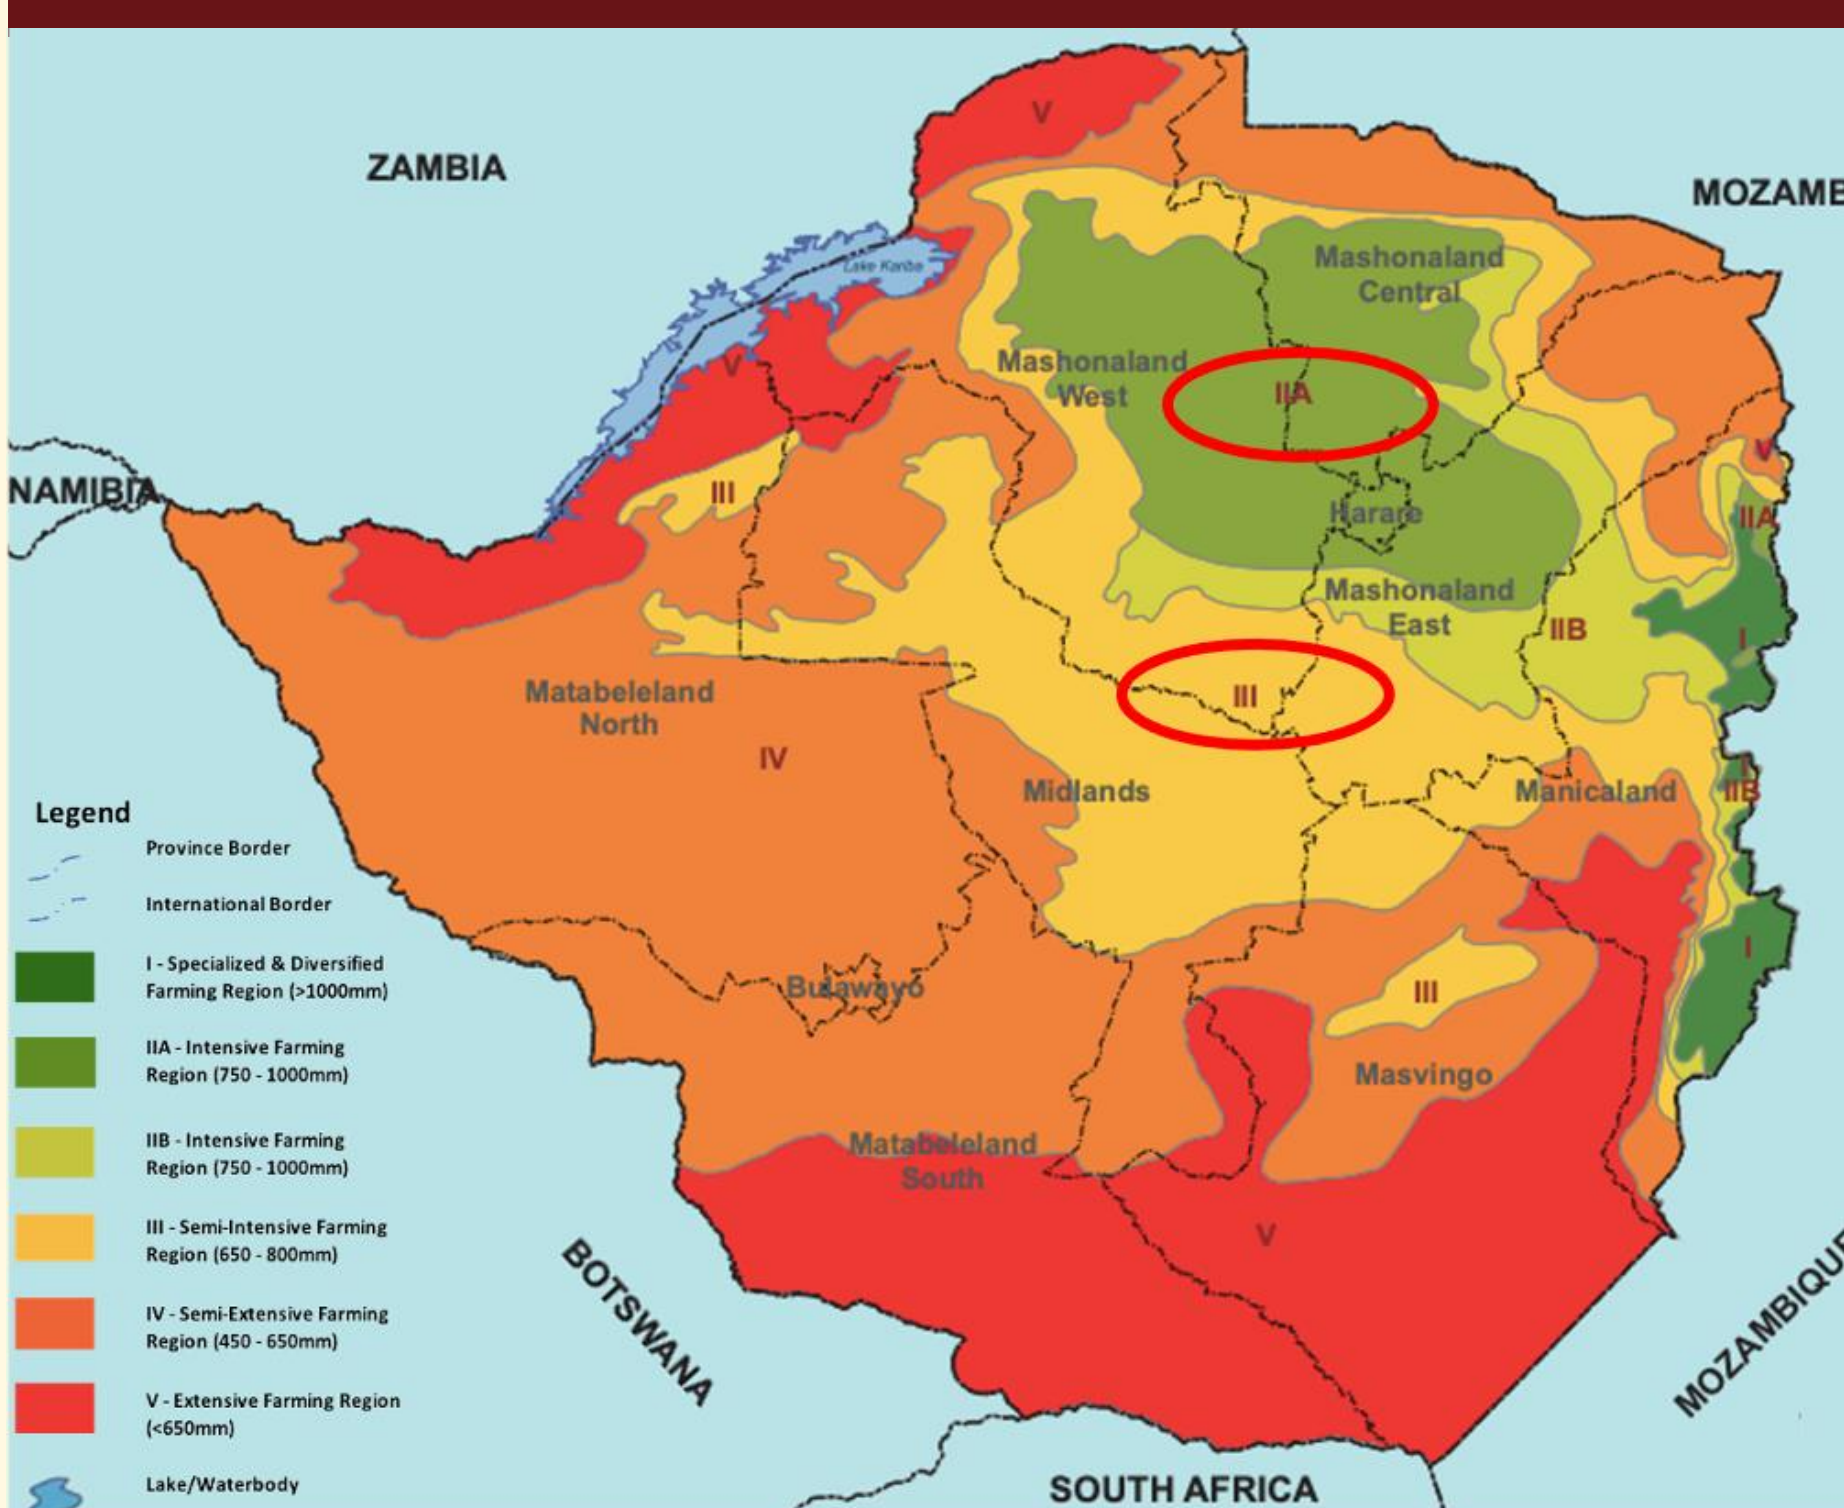 ZAMBIA
MOZAMB
NAMIBIA
BOTSWANA
SOUTH AFRICA
MOZAMBIQUE
V
Lake Kariba
Mashonaland
Central
Mashonaland
West
IIA
V
III
Harare
V
IIA
Mashonaland
East
IIB
I
III
Matabeleland
North
IV
Midlands
Manicaland
I
IIB
I
Bulawayo
III
Masvingo
Matabeleland
South
V
Legend
Province Border
International Border
I - Specialized & Diversified
Farming Region (>1000mm)
IIA - Intensive Farming
Region (750 - 1000mm)
IIB - Intensive Farming
Region (750 - 1000mm)
III - Semi-Intensive Farming
Region (650 - 800mm)
IV - Semi-Extensive Farming
Region (450 - 650mm)
V - Extensive Farming Region
(<650mm)
Lake/Waterbody